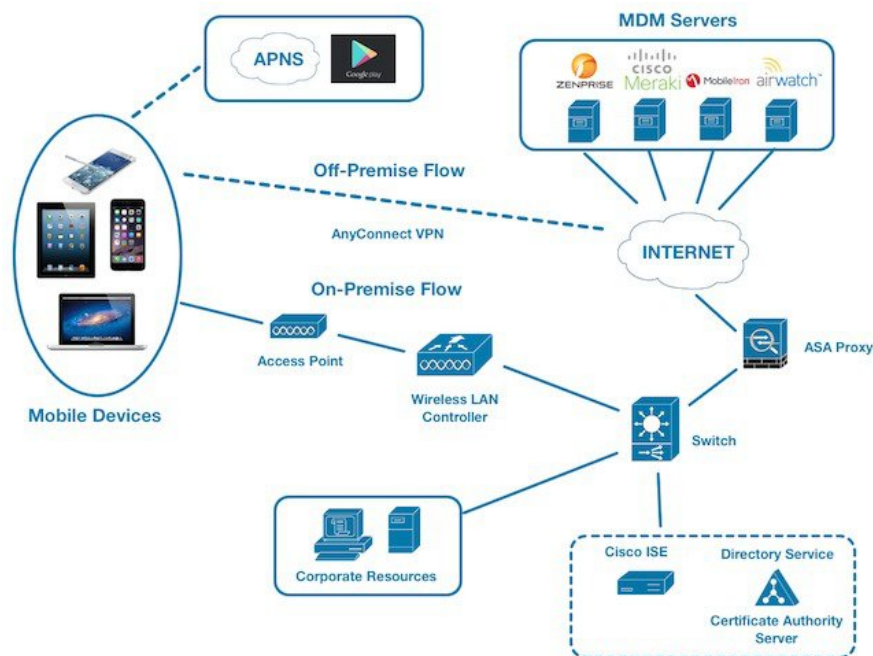 APNS
Google play
MDM Servers
ZENPRISE
CISCO
Meraki
MobileIron
airwatch™
Off-Premise Flow
AnyConnect VPN
INTERNET
On-Premise Flow
Access Point
ASA Proxy
Wireless LAN
Controller
Mobile Devices
Switch
Corporate Resources
Cisco ISE
Directory Service
Certificate Authority
Server